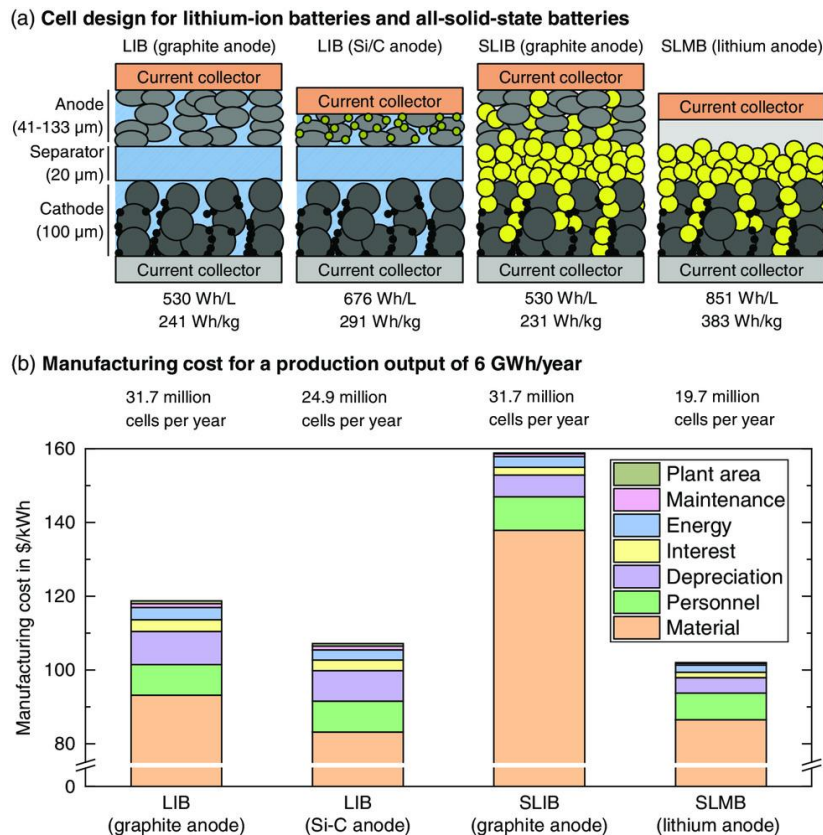 (a) Cell design for lithium-ion batteries and all-solid-state batteries
LIB (graphite anode)
LIB (Si/C anode)
SLIB (graphite anode)
SLMB (lithium anode)
Current collector
Current collector
Current collector
Current collector
Anode
(41-133 µm)
Separator
(20 µm)
Cathode
(100 µm)
Current collector
Current collector
Current collector
Current collector
530 Wh/L
241 Wh/kg
676 Wh/L
291 Wh/kg
530 Wh/L
231 Wh/kg
851 Wh/L
383 Wh/kg
(b) Manufacturing cost for a production output of 6 GWh/year
31.7 million
cells per year
24.9 million
cells per year
31.7 million
cells per year
19.7 million
cells per year
Manufacturing cost in $/kWh
160
140
120
100
80
0
Plant area
Maintenance
Energy
Interest
Depreciation
Personnel
Material
LIB
(graphite anode)
LIB
(Si-C anode)
SLIB
(graphite anode)
SLMB
(lithium anode)